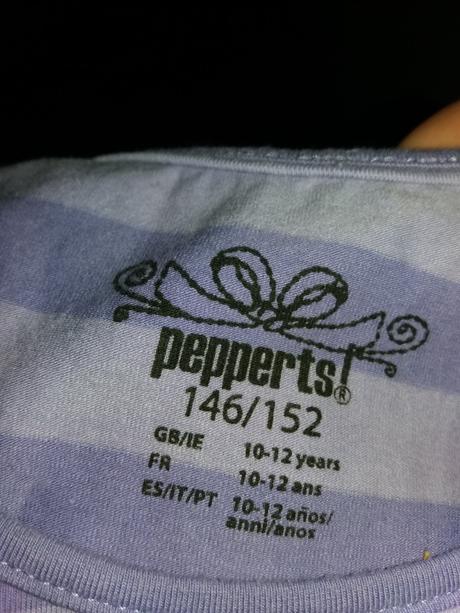 pepperts!®
146/152
GB/IE 10-12 years
FR 10-12 ans
ES/IT/PT 10-12 años/
anni/anos